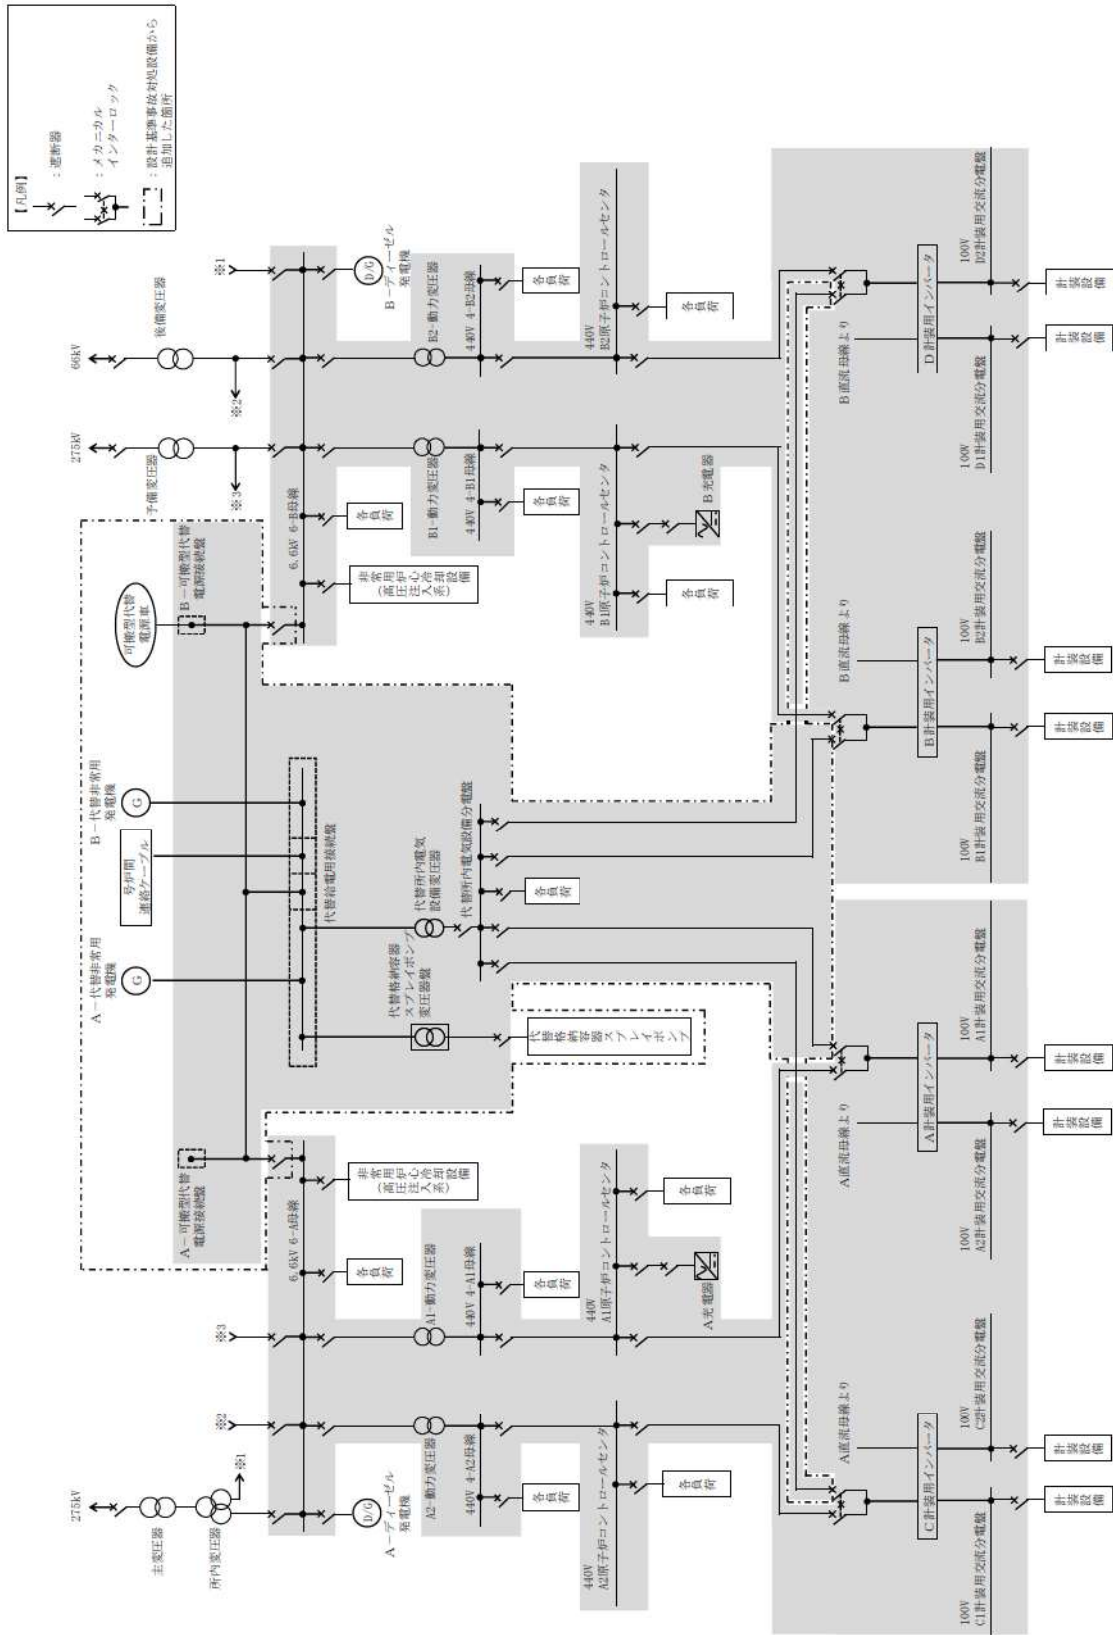 【凡例】
：遮断器
：メカニカル
インターロック
：設計基準事故対処設備から
追加した箇所
275kV
主変圧器
所内変圧器
※1
※2
※3
A－可搬型代替
電源接続盤
A－代替非常用
発電機
G
号炉間
連絡ケーブル
B－代替非常用
発電機
G
可搬型代替
電源車
B－可搬型代替
電源接続盤
275kV
予備変圧器
※3
66kV
後備変圧器
※2
※1
6.6kV 6-A母線
代替給電用接続盤
6.6kV 6-B母線
D/G
A－ディーゼル
発電機
各負荷
非常用炉心冷却設備
（高圧注入系）
非常用炉心冷却設備
（高圧注入系）
各負荷
D/G
B－ディーゼル
発電機
A2-動力変圧器
A1-動力変圧器
代替格納容器
スプレイポンプ
変圧器盤
代替所内電気
設備変圧器
B1-動力変圧器
B2-動力変圧器
440V 4-A2母線
440V 4-A1母線
代替所内電気設備分電盤
440V 4-B1母線
440V 4-B2母線
各負荷
各負荷
代替格納容器スプレイポンプ
各負荷
各負荷
各負荷
440V
A2原子炉コントロールセンタ
440V
A1原子炉コントロールセンタ
440V
B1原子炉コントロールセンタ
440V
B2原子炉コントロールセンタ
各負荷
A充電器
各負荷
各負荷
B充電器
各負荷
A直流母線より
A直流母線より
B直流母線より
B直流母線より
C計装用インバータ
A計装用インバータ
B計装用インバータ
D計装用インバータ
100V
C1計装用交流分電盤
100V
C2計装用交流分電盤
100V
A2計装用交流分電盤
100V
A1計装用交流分電盤
100V
B1計装用交流分電盤
100V
B2計装用交流分電盤
100V
D1計装用交流分電盤
100V
D2計装用交流分電盤
計装設備
計装設備
計装設備
計装設備
計装設備
計装設備
計装設備
計装設備